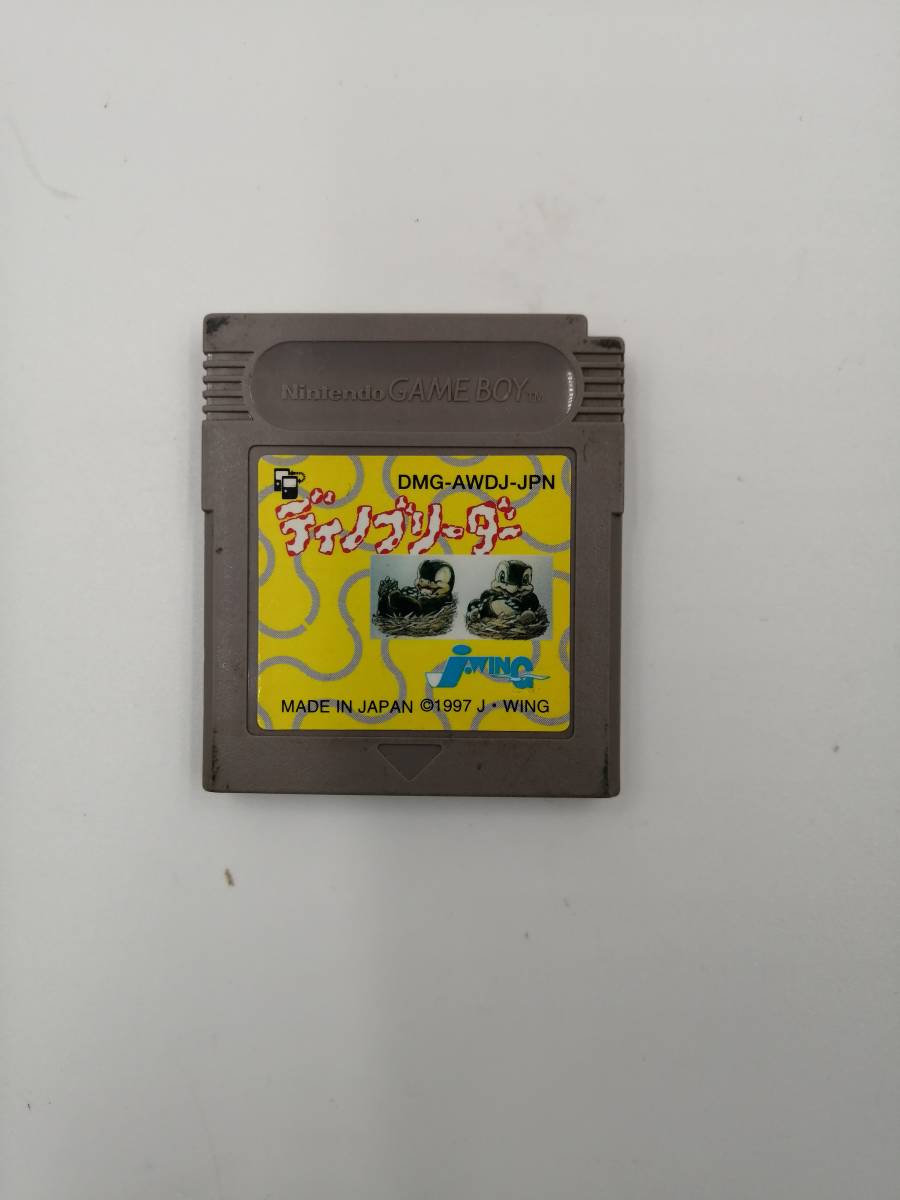 Nintendo GAME BOY TM
DMG-AWDJ-JPN
ディノブリーダー
J・WING
MADE IN JAPAN ©1997 J・WING